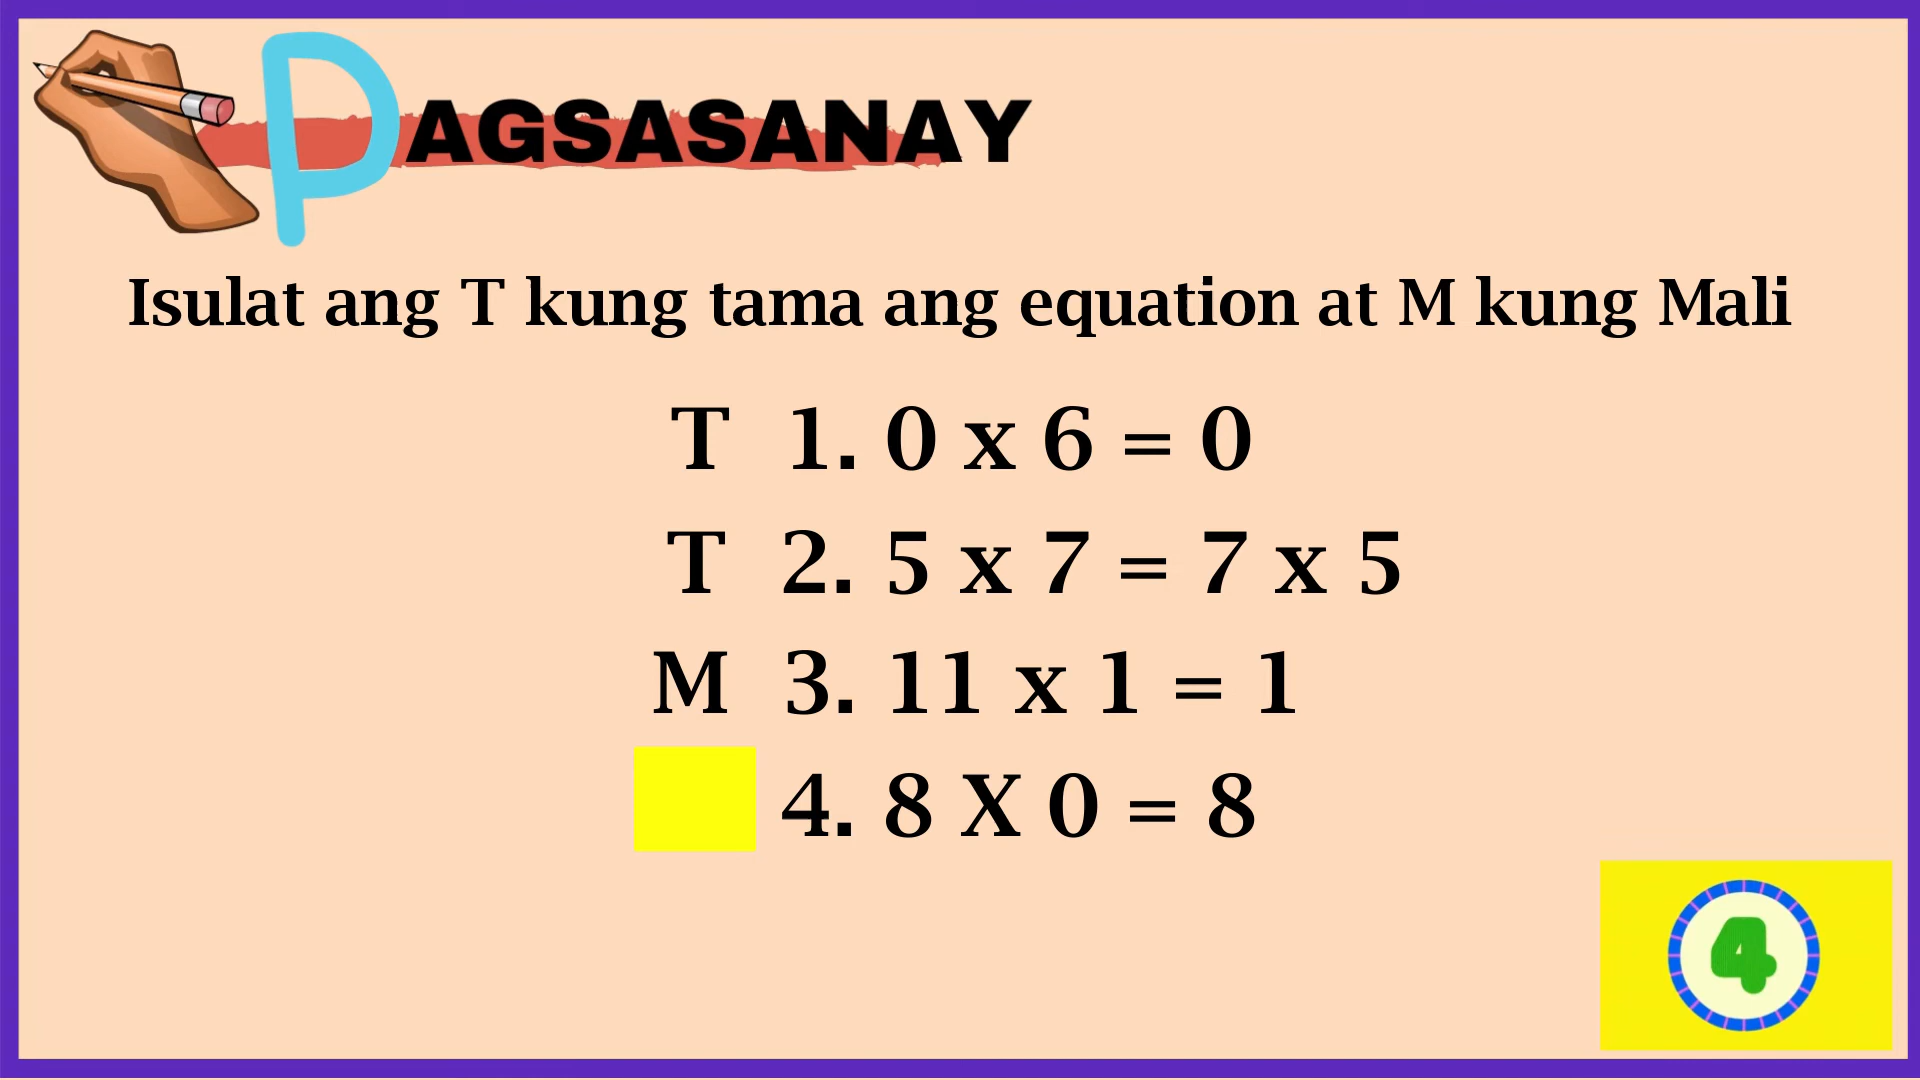 PAGSASANAY
Isulat ang T kung tama ang equation at M kung Mali
T 1. 0 x 6 = 0
T 2. 5 x 7 = 7 x 5
M 3. 11 x 1 = 1
4. 8 X 0 = 8
4